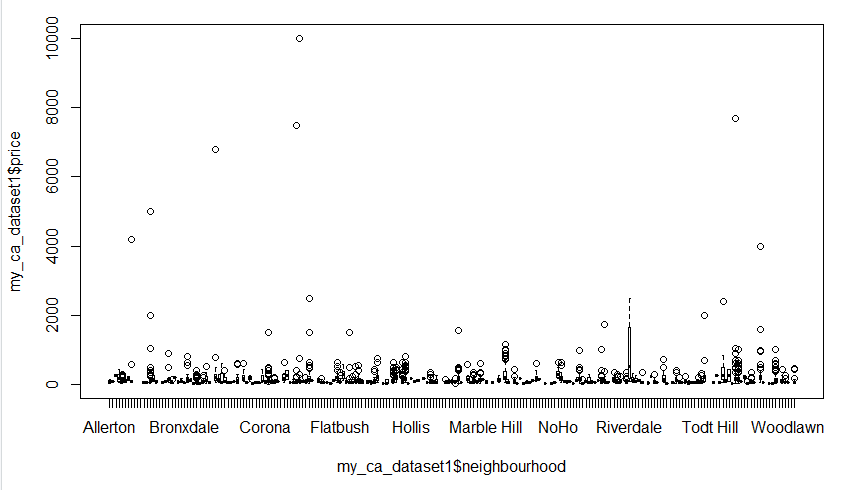 my_ca_dataset1$price
10000
8000
6000
4000
2000
0
Allerton Bronxdale Corona Flatbush Hollis Marble Hill NoHo Riverdale Todt Hill Woodlawn
my_ca_dataset1$neighbourhood